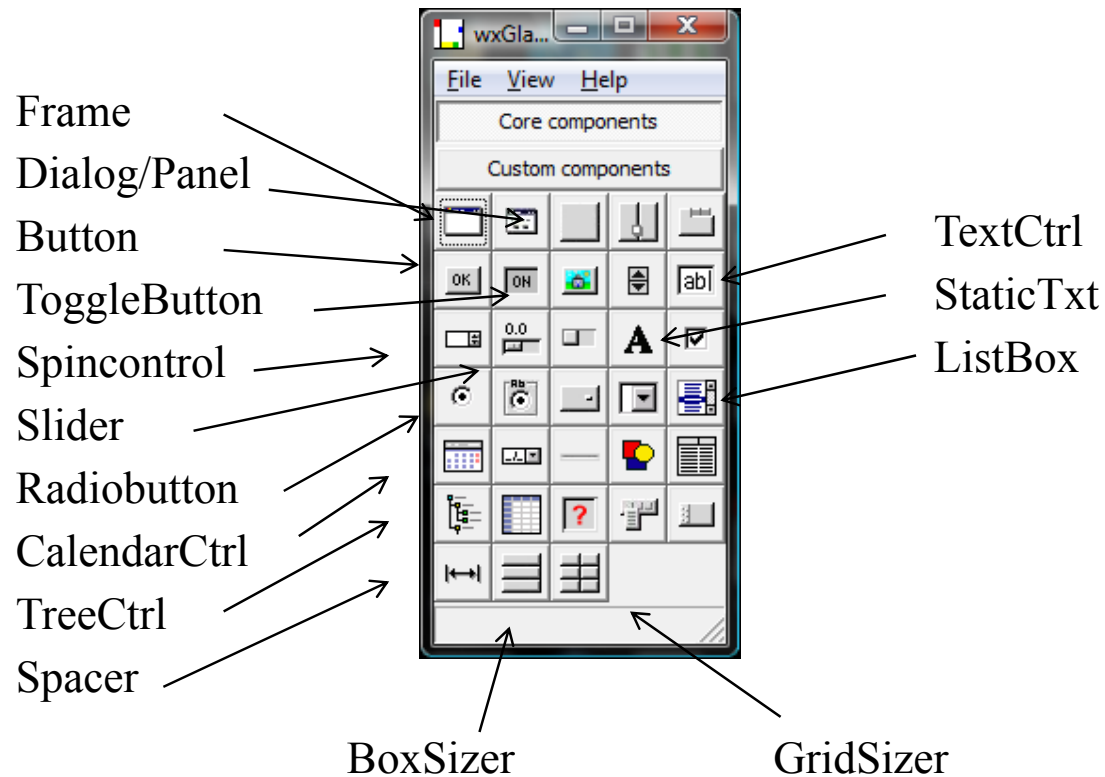 wxGla...
File View Help
Core components
Custom components
OK
ON
ab
0.0
A
Ab
?
Frame
Dialog/Panel
Button
ToggleButton
Spincontrol
Slider
Radiobutton
CalendarCtrl
TreeCtrl
Spacer
TextCtrl
StaticTxt
ListBox
BoxSizer
GridSizer